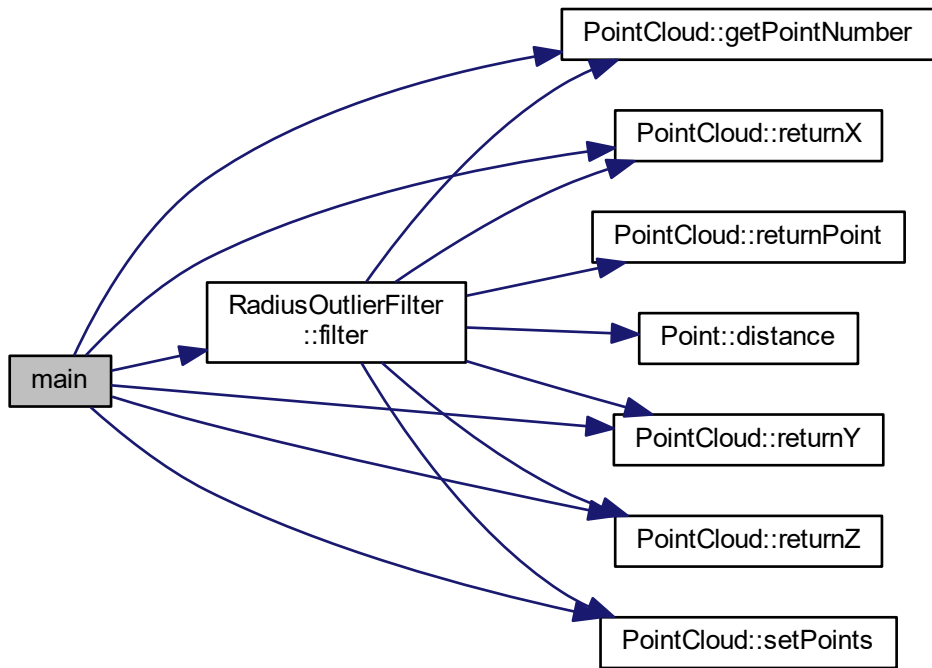 PointCloud::getPointNumber
PointCloud::returnX
PointCloud::returnPoint
RadiusOutlierFilter
::filter
Point::distance
main
PointCloud::returnY
PointCloud::returnZ
PointCloud::setPoints